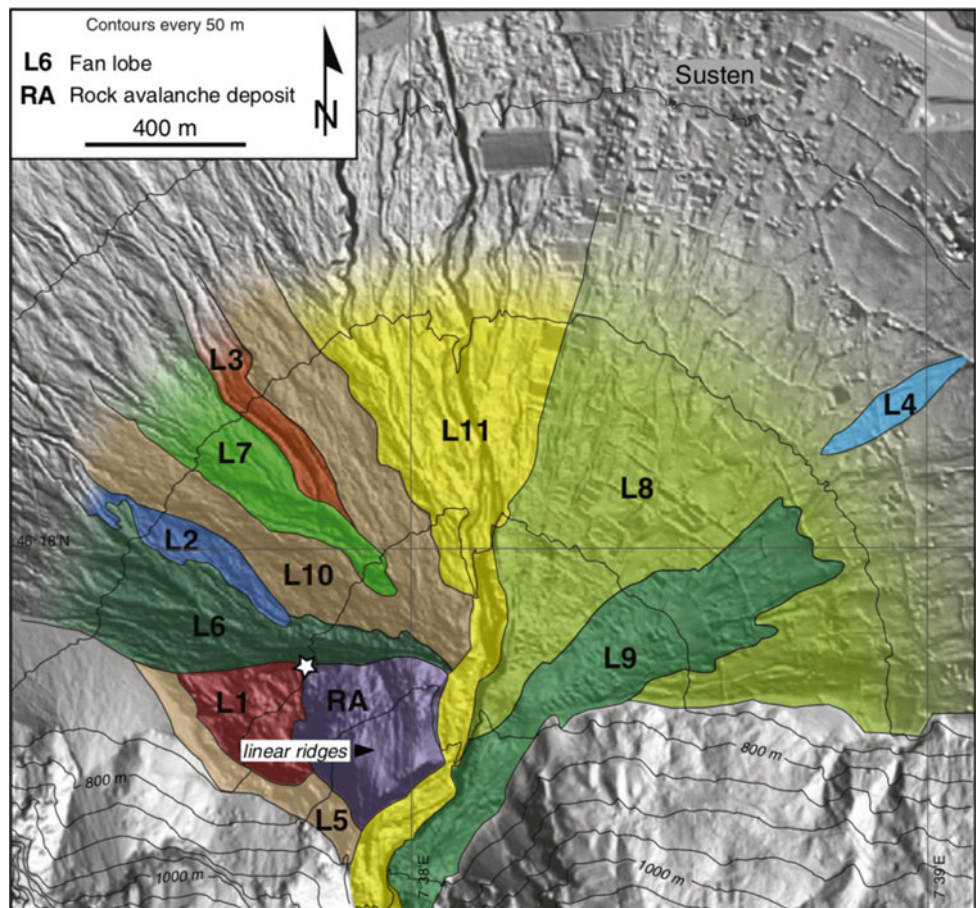 Contours every 50 m
L6 Fan lobe
RA Rock avalanche deposit
400 m
N
Susten
L3
L4
L11
L7
L8
46°18'N
L2
L10
L6
L9
L1
RA
linear ridges
800 m
800 m
L5
1000 m
7°38'E
1000 m
7°39'E